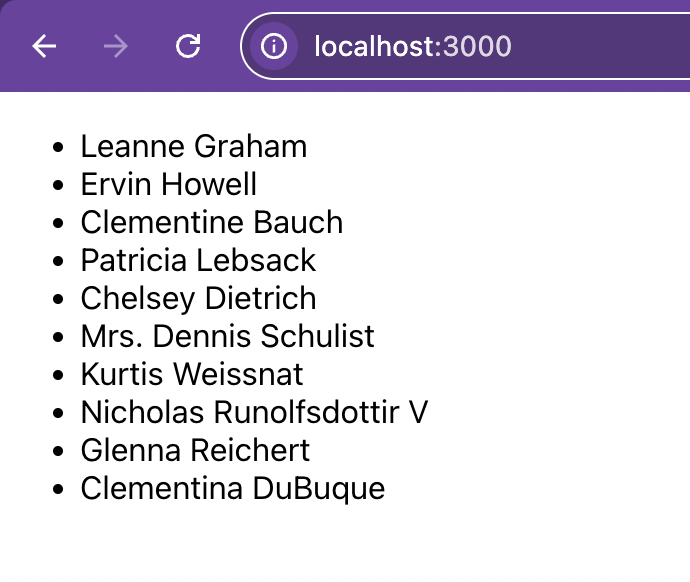 localhost:3000
Leanne Graham
Ervin Howell
Clementine Bauch
Patricia Lebsack
Chelsey Dietrich
Mrs. Dennis Schulist
Kurtis Weissnat
Nicholas Runolfsdottir V
Glenna Reichert
Clementina DuBuque